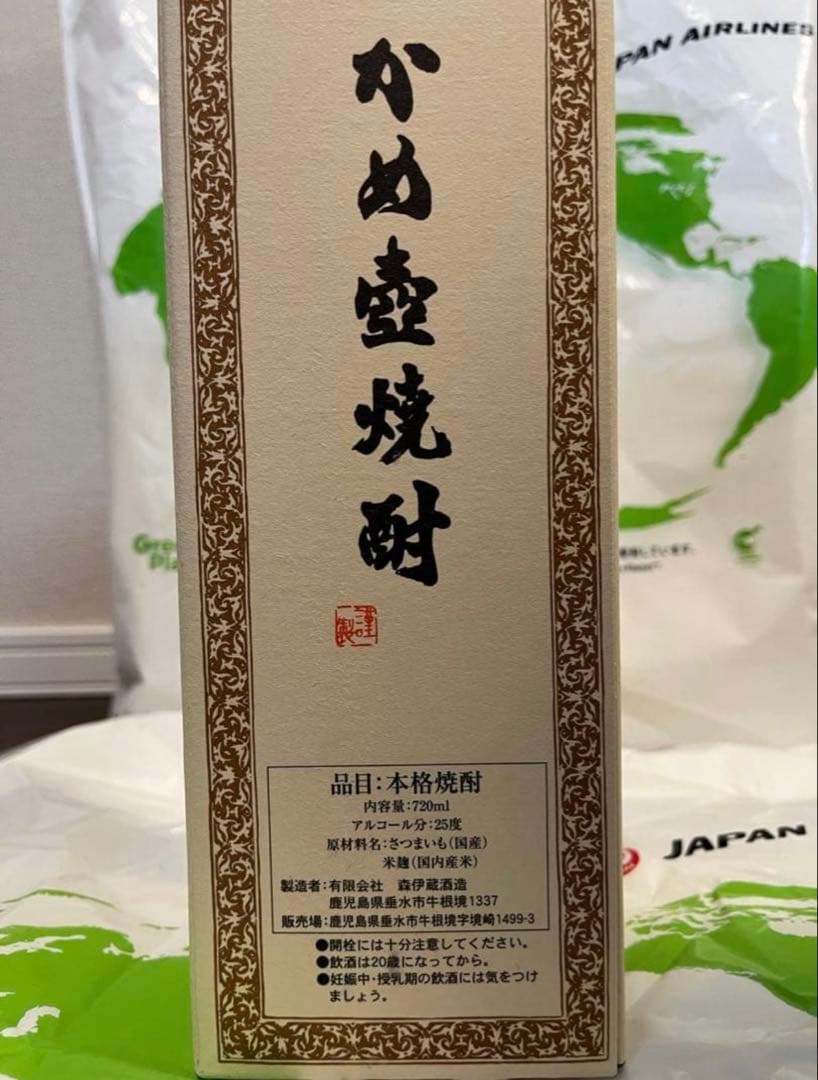 かめ壺焼酎
謹製
品目:本格焼酎
内容量:720ml
アルコール分:25度
原材料名:さつまいも(国産)
米麹(国内産米)
製造者:有限会社 森伊蔵酒造
鹿児島県垂水市牛根境1337
販売場:鹿児島県垂水市牛根境字境崎1499-3
●開栓には十分注意してください。
●飲酒は20歳になってから。
●妊娠中・授乳期の飲酒には気をつけ
ましょう。
PAN AIRLINES
JAPAN